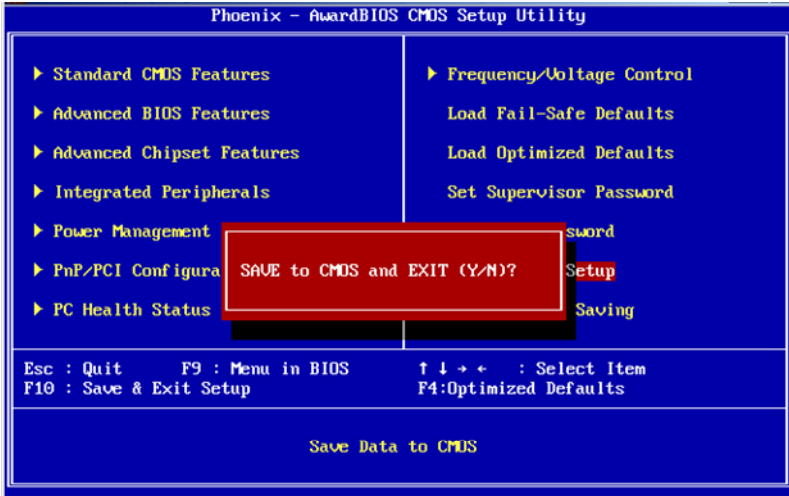 Phoenix - AwardBIOS CMOS Setup Utility
Standard CMOS Features
Advanced BIOS Features
Advanced Chipset Features
Integrated Peripherals
Power Management
PnP/PCI Configura
PC Health Status
Frequency/Voltage Control
Load Fail-Safe Defaults
Load Optimized Defaults
Set Supervisor Password
sword
Setup
Saving
SAVE to CMOS and EXIT (Y/N)?
Esc : Quit F9 : Menu in BIOS ↑ ↓ → ← : Select Item
F10 : Save & Exit Setup F4:Optimized Defaults
Save Data to CMOS